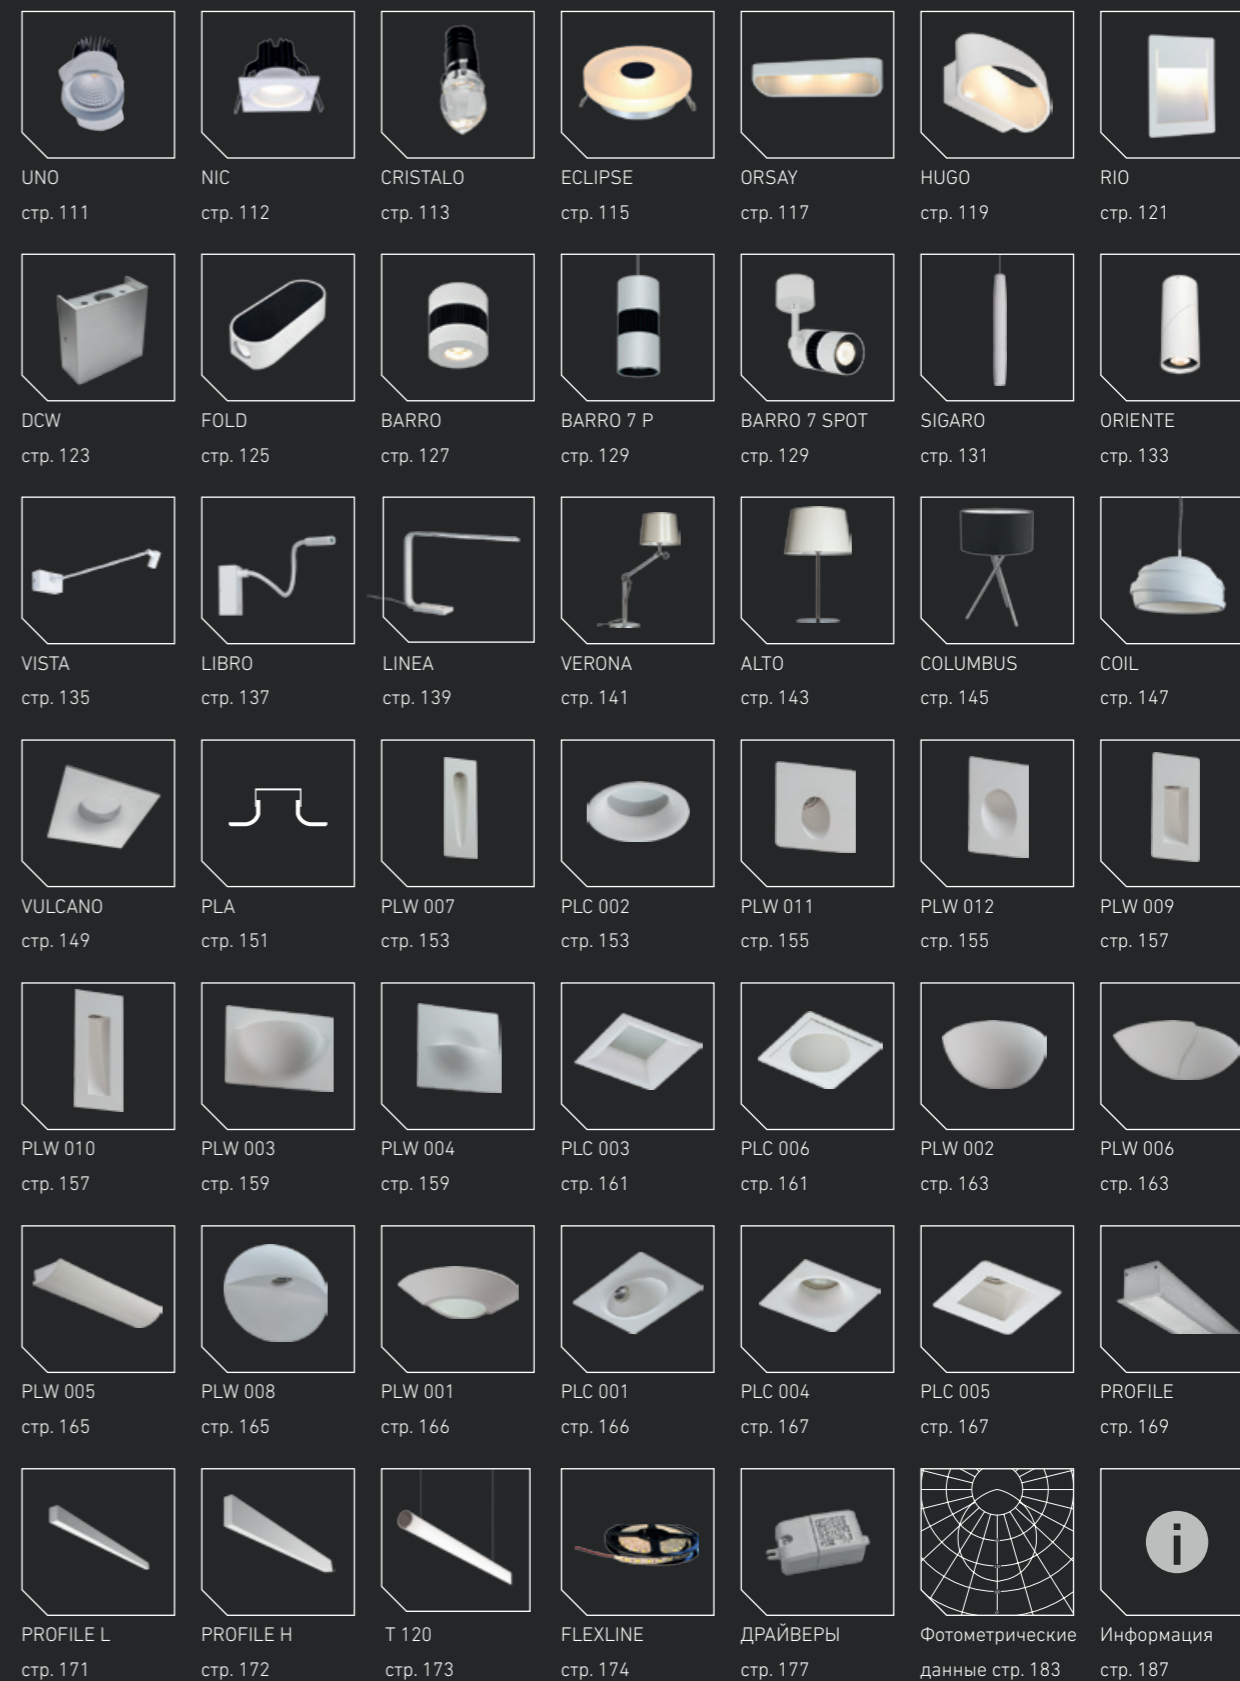 UNO
стр. 111
NIC
стр. 112
CRISTALO
стр. 113
ECLIPSE
стр. 115
ORSAY
стр. 117
HUGO
стр. 119
RIO
стр. 121
DCW
стр. 123
FOLD
стр. 125
BARRO
стр. 127
BARRO 7 P
стр. 129
BARRO 7 SPOT
стр. 129
SIGARO
стр. 131
ORIENTE
стр. 133
VISTA
стр. 135
LIBRO
стр. 137
LINEA
стр. 139
VERONA
стр. 141
ALTO
стр. 143
COLUMBUS
стр. 145
COIL
стр. 147
VULCANO
стр. 149
PLA
стр. 151
PLW 007
стр. 153
PLC 002
стр. 153
PLW 011
стр. 155
PLW 012
стр. 155
PLW 009
стр. 157
PLW 010
стр. 157
PLW 003
стр. 159
PLW 004
стр. 159
PLC 003
стр. 161
PLC 006
стр. 161
PLW 002
стр. 163
PLW 006
стр. 163
PLW 005
стр. 165
PLW 008
стр. 165
PLW 001
стр. 166
PLC 001
стр. 166
PLC 004
стр. 167
PLC 005
стр. 167
PROFILE
стр. 169
PROFILE L
стр. 171
PROFILE H
стр. 172
T 120
стр. 173
FLEXLINE
стр. 174
ДРАЙВЕРЫ
стр. 177
Фотометрические
данные стр. 183
i
Информация
стр. 187